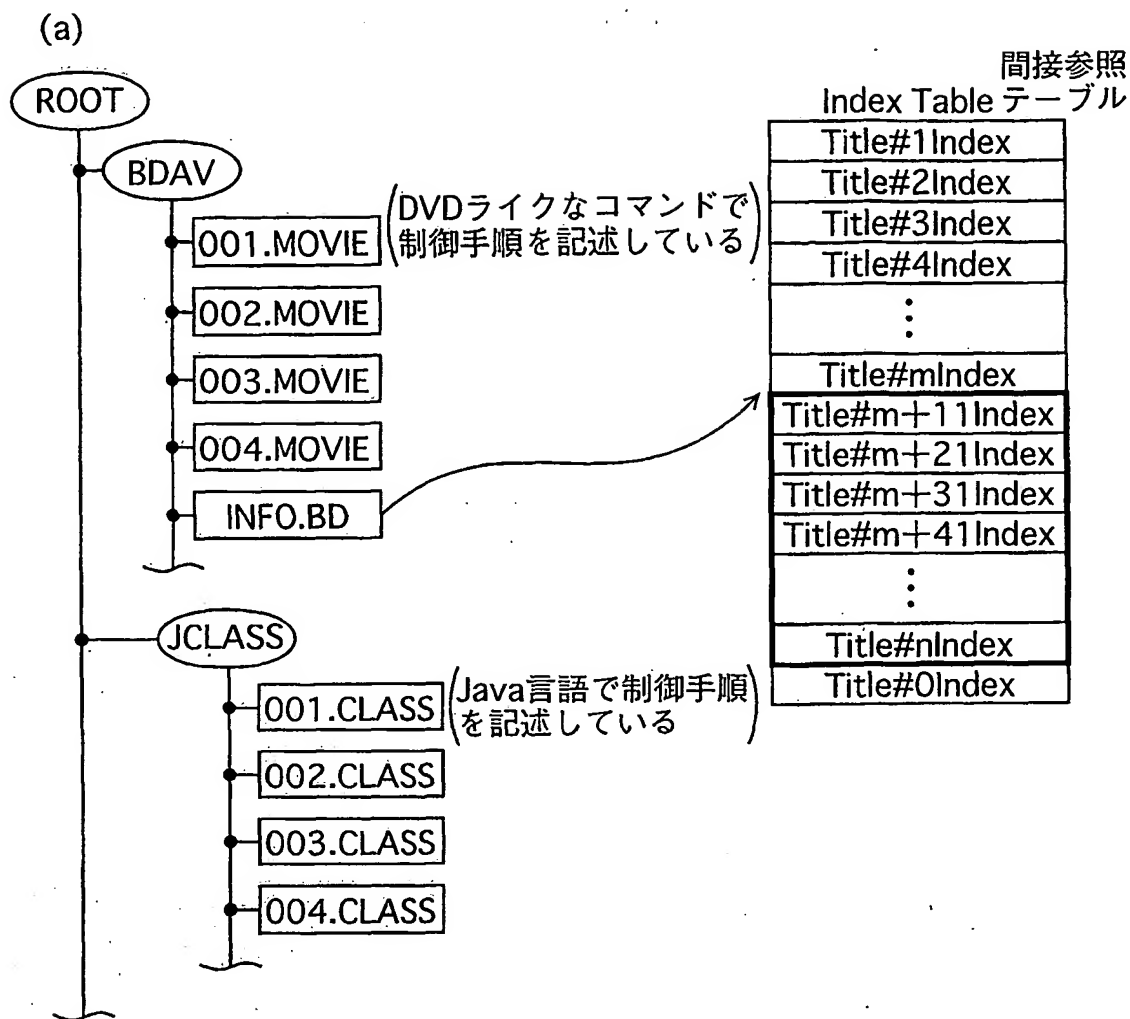 (a)
ROOT
BDAV
001.MOVIE
(DVDライクなコマンドで
制御手順を記述している)
002.MOVIE
003.MOVIE
004.MOVIE
INFO.BD
JCLASS
001.CLASS
(Java言語で制御手順
を記述している)
002.CLASS
003.CLASS
004.CLASS
間接参照
Index Table テーブル
Title#1Index
Title#2Index
Title#3Index
Title#4Index
⋮
Title#mIndex
Title#m+11Index
Title#m+21Index
Title#m+31Index
Title#m+41Index
⋮
Title#nIndex
Title#0Index